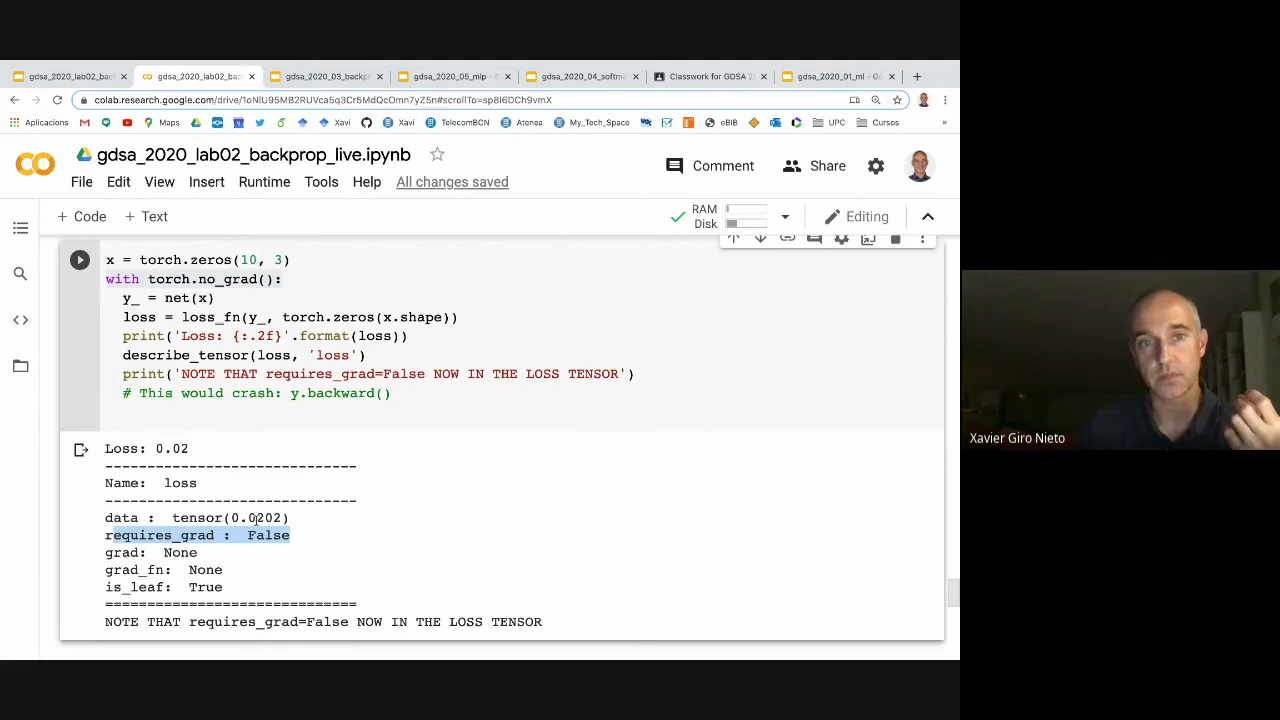 gdsa_2020_lab02_bac
gdsa_2020_lab02_bac
gdsa_2020_03_backp
gdsa_2020_05_mlp - G
gdsa_2020_04_softma
Classwork for GDSA 2
gdsa_2020_01_ml - Go
colab.research.google.com/drive/1oNlU95MB2RUVca5q3Cr5MdQcOmn7yZ5n#scrollTo=sp8I6DCh9vmX
Aplicaciones
Maps
Xavi
Xavi
TelecomBCN
Atenea
My_Tech_Space
eBIB
UPC
Cursos
gdsa_2020_lab02_backprop_live.ipynb
Comment
Share
File Edit View Insert Runtime Tools Help All changes saved
+ Code + Text
RAM
Disk
Editing
x = torch.zeros(10, 3)
with torch.no_grad():
y_ = net(x)
loss = loss_fn(y_, torch.zeros(x.shape))
print('Loss: {:.2f}'.format(loss))
describe_tensor(loss, 'loss')
print('NOTE THAT requires_grad=False NOW IN THE LOSS TENSOR')
# This would crash: y.backward()
Loss: 0.02
-----------------------------
Name: loss
-----------------------------
data : tensor(0.0202)
requires_grad : False
grad: None
grad_fn: None
is_leaf: True
=============================
NOTE THAT requires_grad=False NOW IN THE LOSS TENSOR
Xavier Giro Nieto